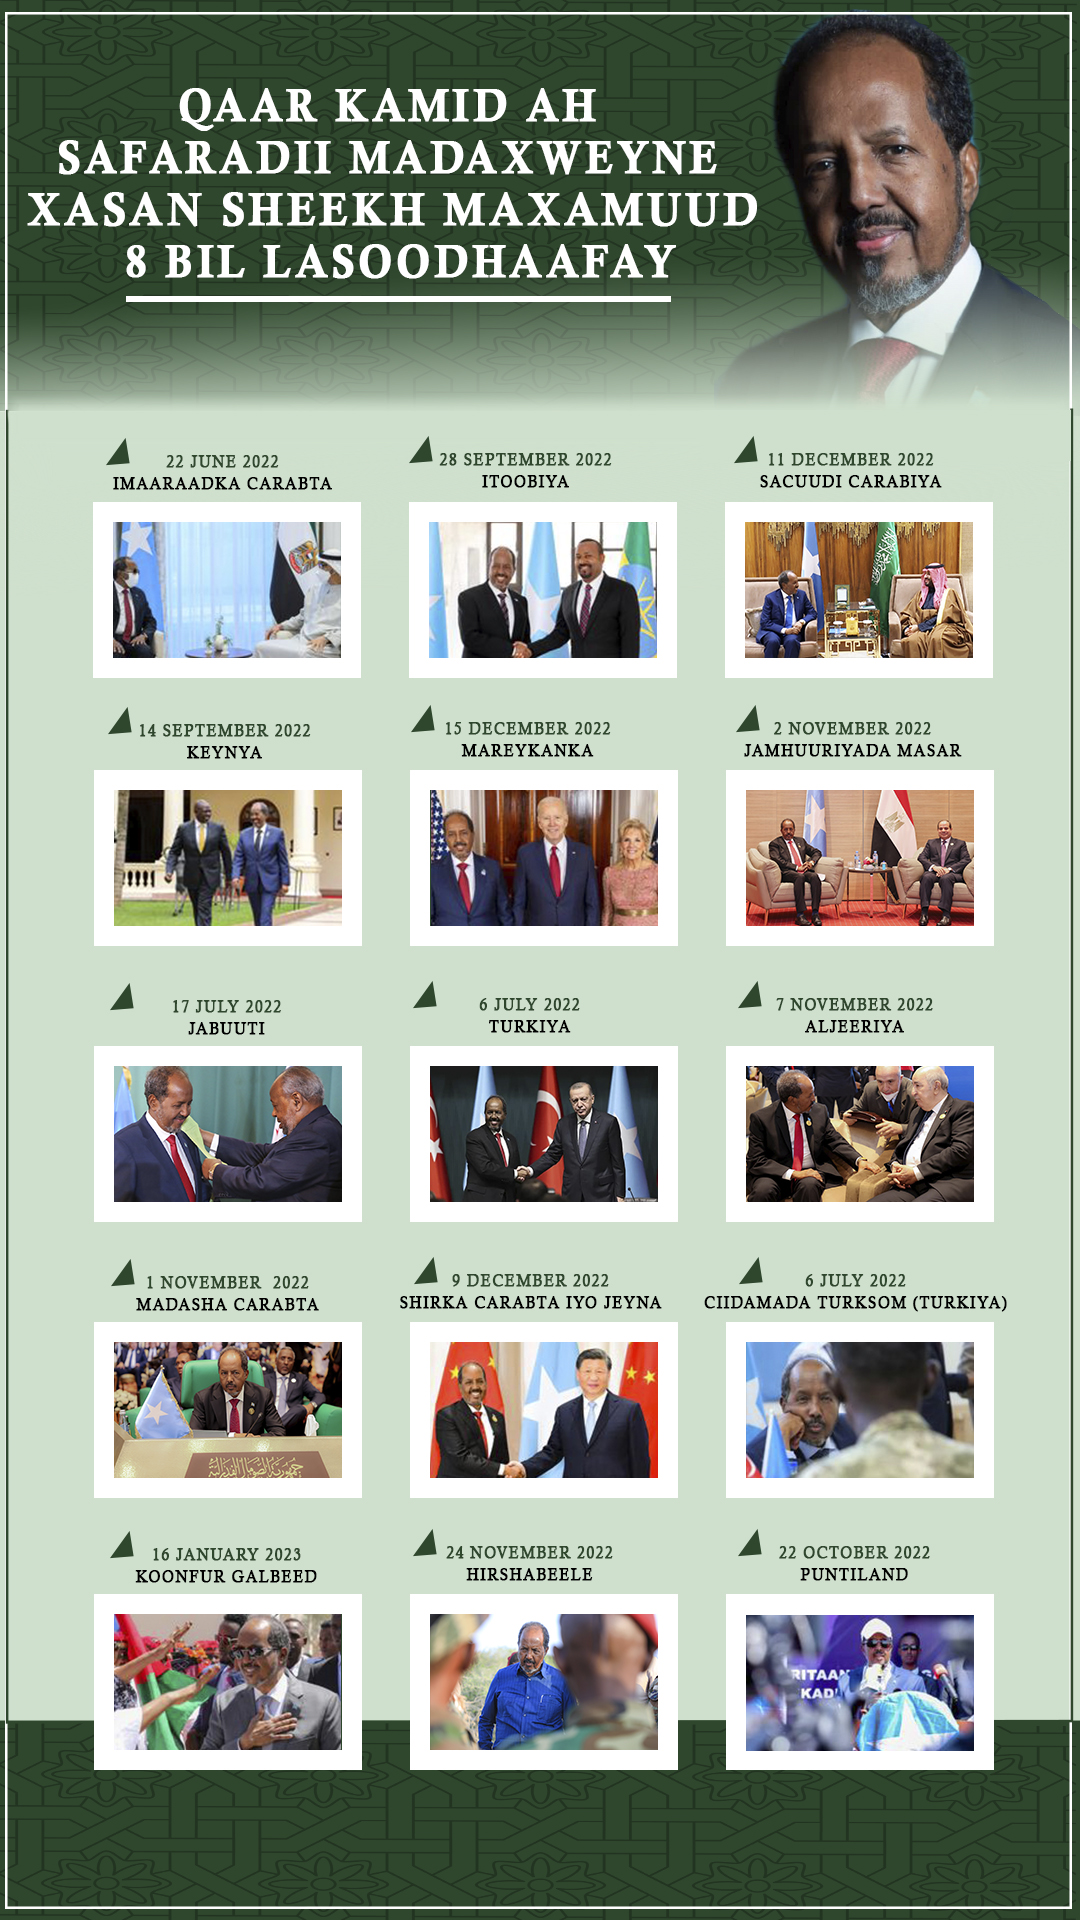 QAAR KAMID AH
SAFARADII MADAXWEYNE
XASAN SHEEKH MAXAMUUD
8 BIL LASOODHAAFAY
22 JUNE 2022
IMAARAADKA CARABTA
28 SEPTEMBER 2022
ITOOBIYA
11 DECEMBER 2022
SACUUDI CARABIYA
14 SEPTEMBER 2022
KEYNYA
15 DECEMBER 2022
MAREYKANKA
2 NOVEMBER 2022
JAMHUURIYADA MASAR
17 JULY 2022
JABUUTI
6 JULY 2022
TURKIYA
7 NOVEMBER 2022
ALJEERIYA
1 NOVEMBER 2022
MADASHA CARABTA
9 DECEMBER 2022
SHIRKA CARABTA IYO JEYNA
6 JULY 2022
CIIDAMADA TURKSOM (TURKIYA)
جمهورية الصومال الفدرالية
16 JANUARY 2023
KOONFUR GALBEED
24 NOVEMBER 2022
HIRSHABEELE
22 OCTOBER 2022
PUNTILAND